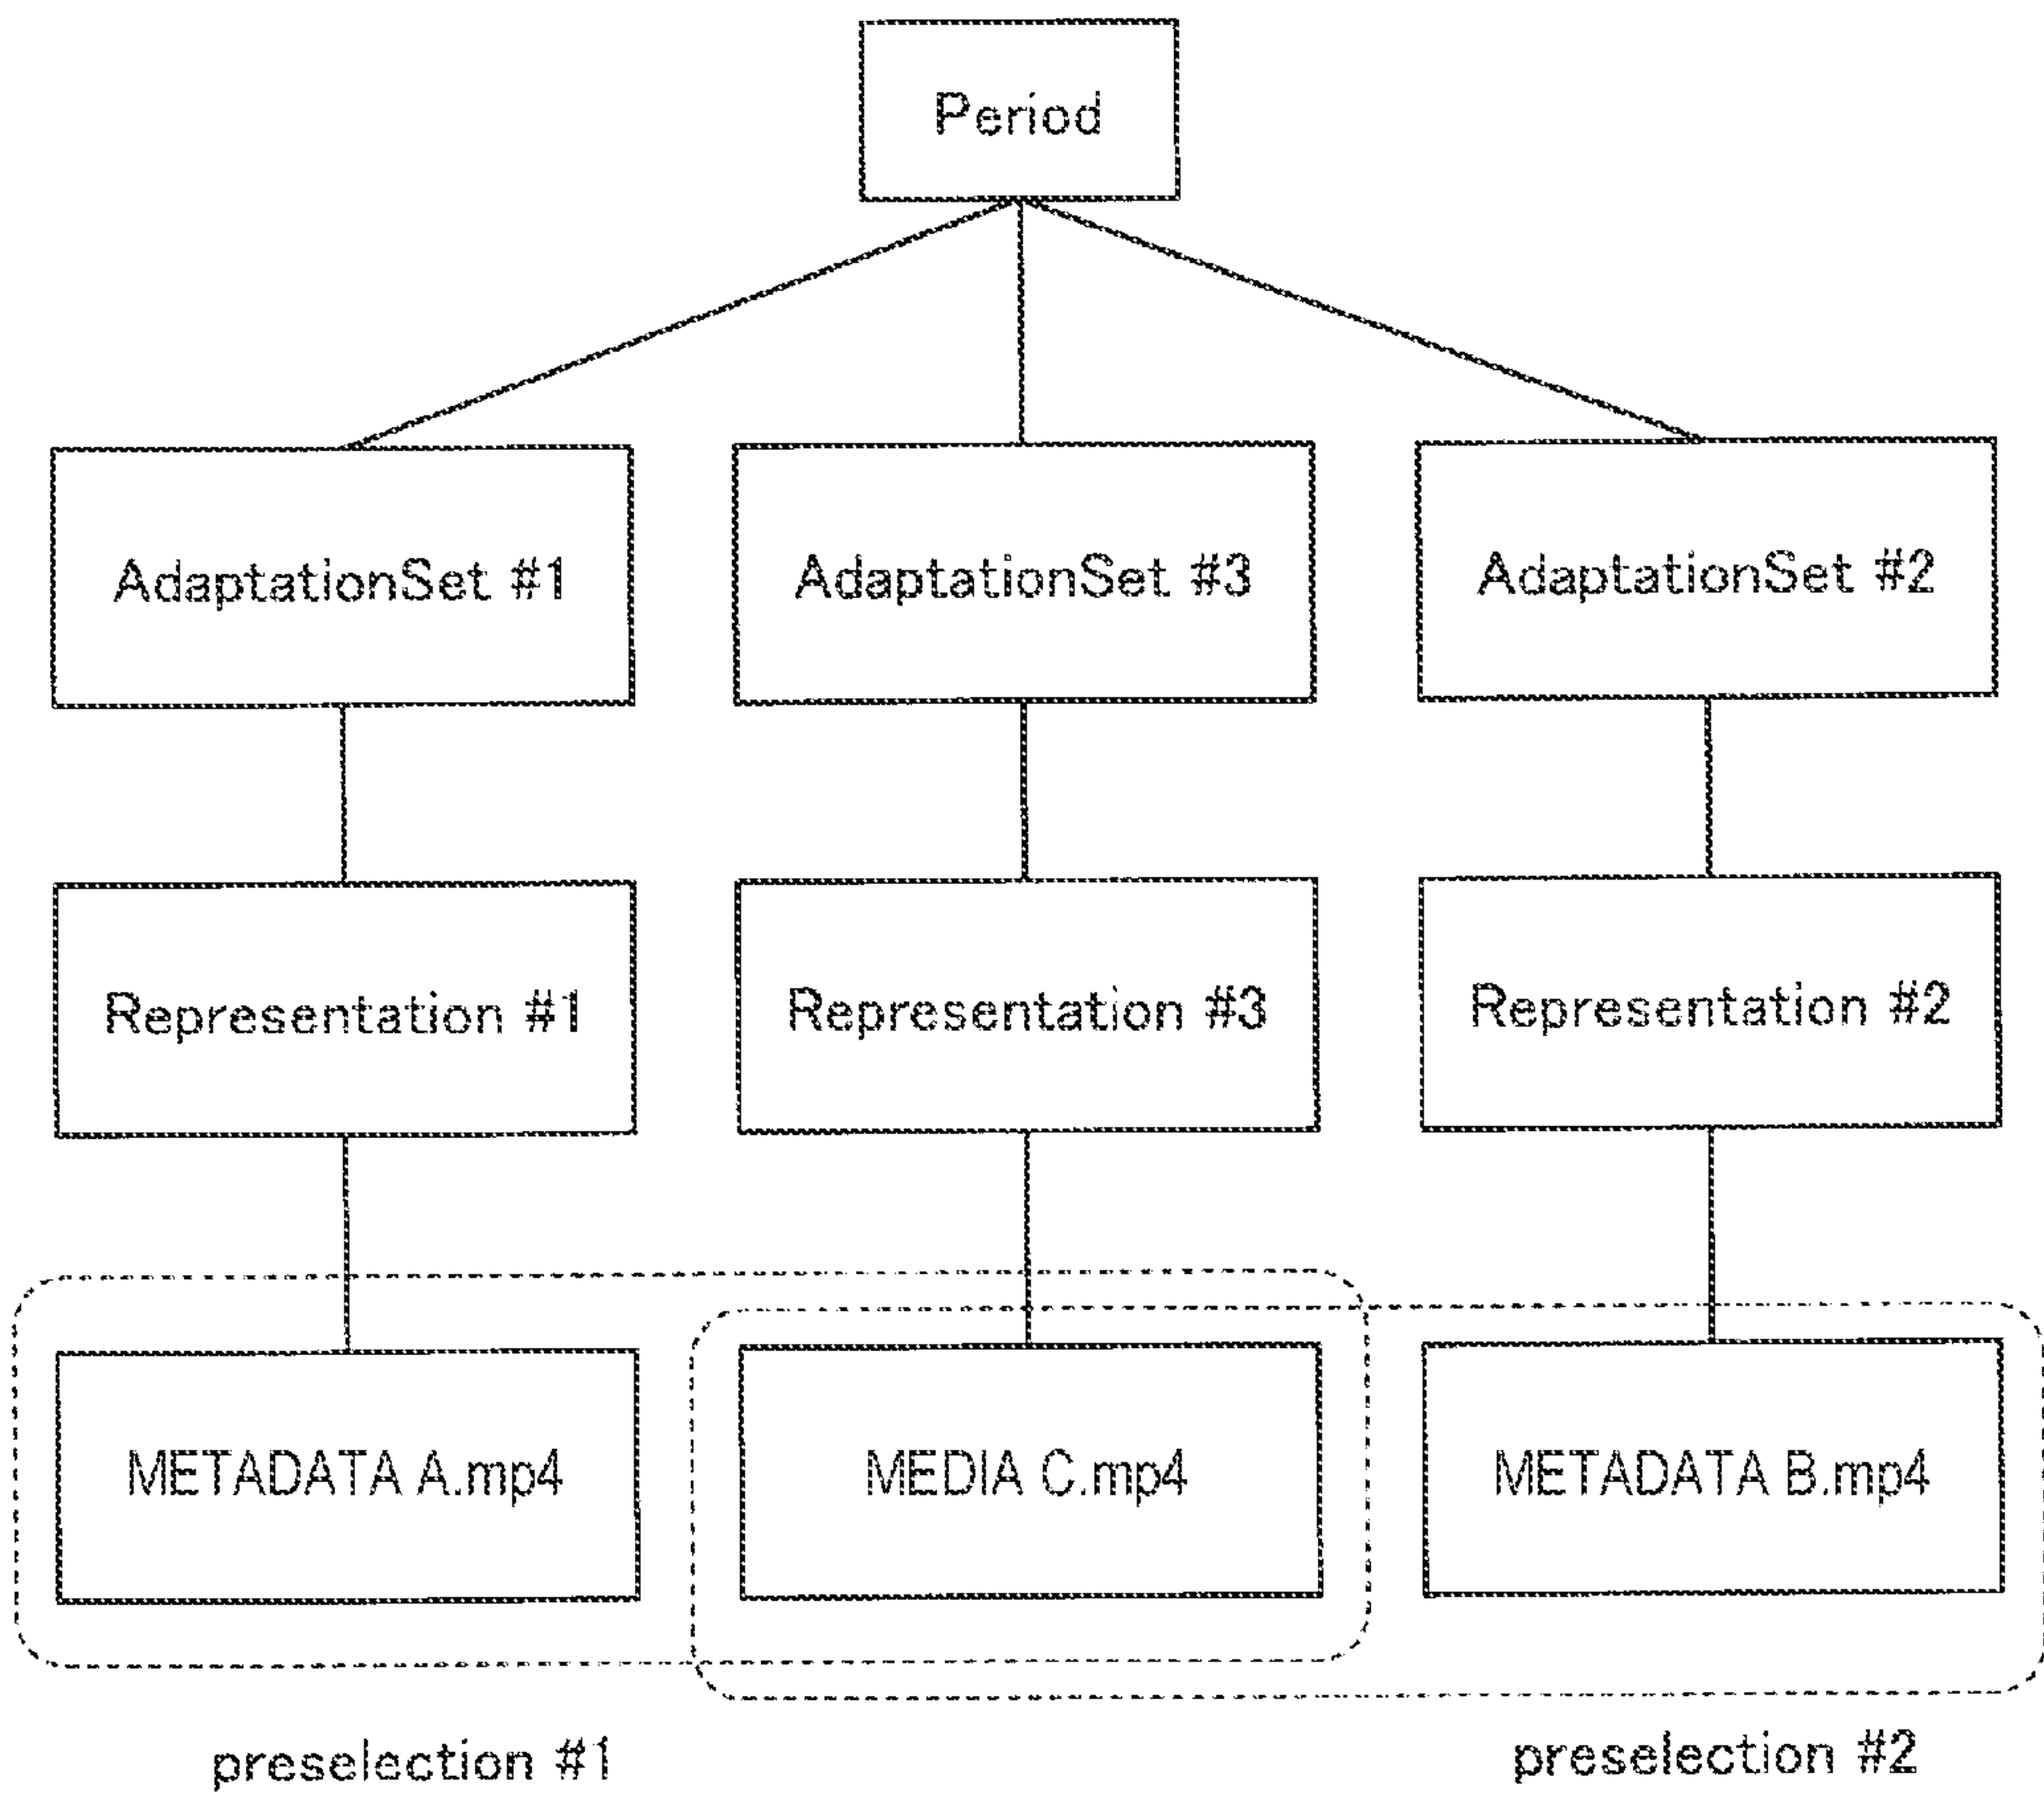 Period
AdaptationSet #1
AdaptationSet #3
AdaptationSet #2
Representation #1
Representation #3
Representation #2
METADATA A.mp4
MEDIA C.mp4
METADATA B.mp4
preselection #1
preselection #2